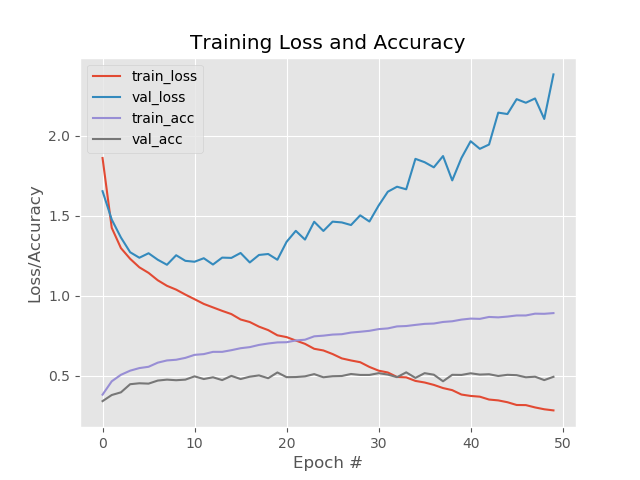 Training Loss and Accuracy
train_loss
val_loss
train_acc
val_acc
Loss/Accuracy
2.0
1.5
1.0
0.5
0 10 20 30 40 50
Epoch #